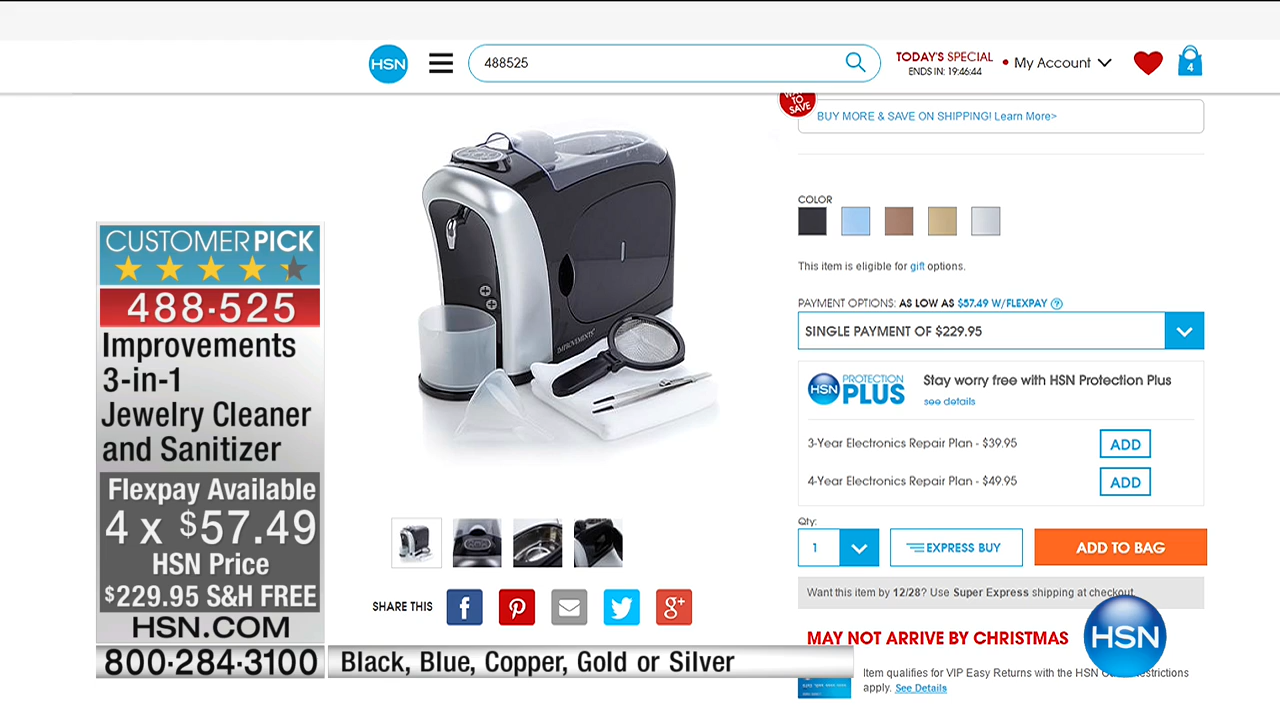 HSN
488525
TODAY'S SPECIAL
ENDS IN: 19:46:44
My Account
4
TO
SAVE
BUY MORE & SAVE ON SHIPPING! Learn More>
COLOR
This item is eligible for gift options.
PAYMENT OPTIONS: AS LOW AS $57.49 W/FLEXPAY ?
SINGLE PAYMENT OF $229.95
HSN PROTECTION PLUS
Stay worry free with HSN Protection Plus
see details
3-Year Electronics Repair Plan - $39.95
ADD
4-Year Electronics Repair Plan - $49.95
ADD
Qty:
1
EXPRESS BUY
ADD TO BAG
Want this item by 12/28? Use Super Express shipping at checkout
MAY NOT ARRIVE BY CHRISTMAS
HSN
Item qualifies for VIP Easy Returns with the HSN
apply. See Details
IMPROVEMENTS
SHARE THIS
f
g+
CUSTOMER PICK
488-525
Improvements
3-in-1
Jewelry Cleaner
and Sanitizer
Flexpay Available
4 x $57.49
HSN Price
$229.95 S&H FREE
HSN.COM
800-284-3100
Black, Blue, Copper, Gold or Silver